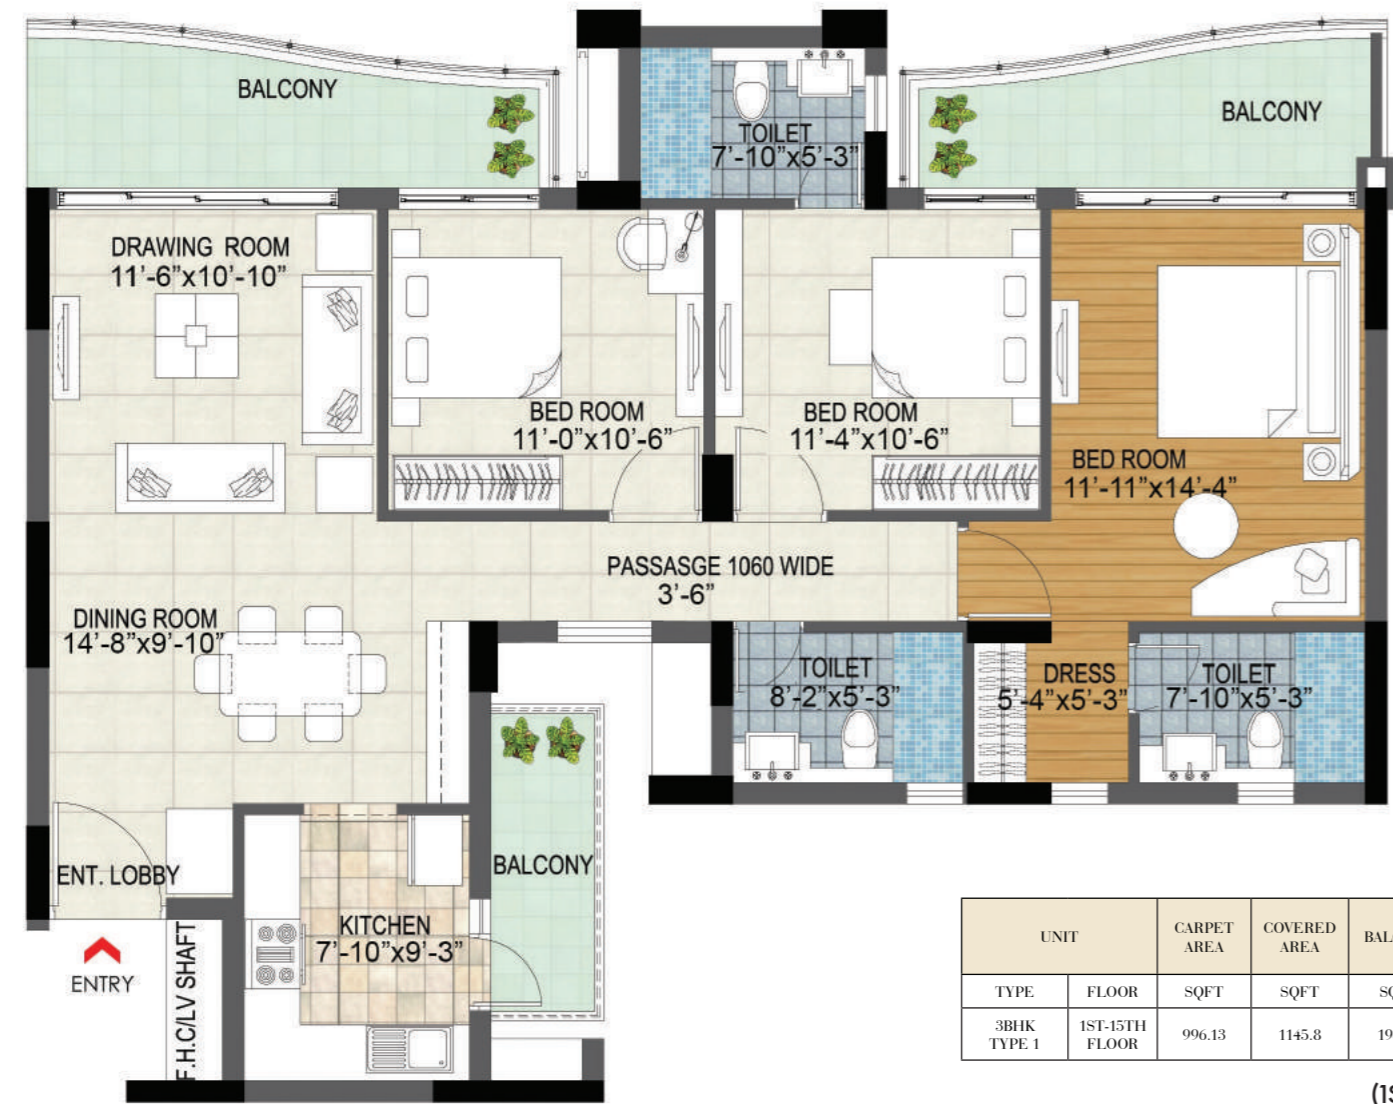 BALCONY
TOILET
7'-10"x5'-3"
BALCONY
DRAWING ROOM
11'-6"x10'-10"
BED ROOM
11'-0"x10'-6"
BED ROOM
11'-4"x10'-6"
BED ROOM
11'-11"x14'-4"
PASSASGE 1060 WIDE
3'-6"
DINING ROOM
14'-8"x9'-10"
TOILET
8'-2"x5'-3"
DRESS
5'-4"x5'-3"
TOILET
7'-10"x5'-3"
BALCONY
ENT. LOBBY
KITCHEN
7'-10"x9'-3"
ENTRY
F.H.C/LV SHAFT
UNIT
CARPET
AREA
COVERED
AREA
TYPE FLOOR SQFT SQFT
3BHK
TYPE 1
1ST-15TH
FLOOR
996.13
1145.8